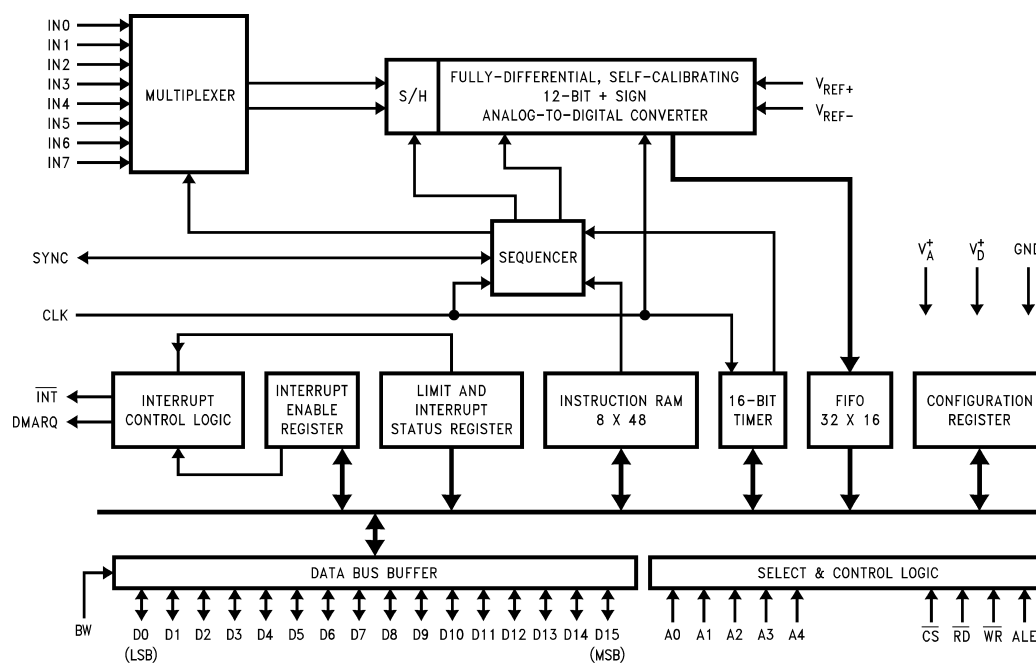 IN0
IN1
IN2
IN3
IN4
IN5
IN6
IN7
MULTIPLEXER
S/H
FULLY-DIFFERENTIAL, SELF-CALIBRATING
12-BIT + SIGN
ANALOG-TO-DIGITAL CONVERTER
VREF+
VREF-
SYNC
SEQUENCER
CLK
VA+
VD+
GND
INT
DMARQ
INTERRUPT
CONTROL LOGIC
INTERRUPT
ENABLE
REGISTER
LIMIT AND
INTERRUPT
STATUS REGISTER
INSTRUCTION RAM
8 X 48
16-BIT
TIMER
FIFO
32 X 16
CONFIGURATION
REGISTER
DATA BUS BUFFER
SELECT & CONTROL LOGIC
BW
D0 D1 D2 D3 D4 D5 D6 D7 D8 D9 D10 D11 D12 D13 D14 D15
(LSB) (MSB)
A0 A1 A2 A3 A4
CS RD WR ALE